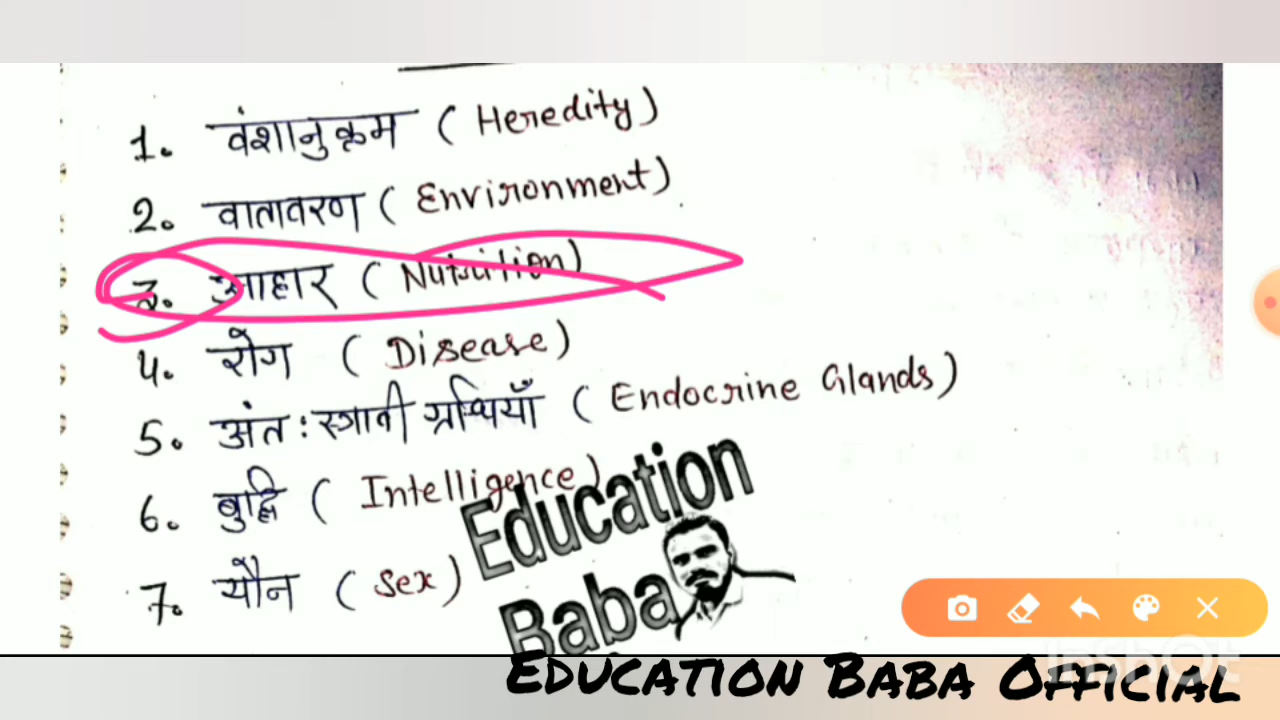 1. वंशानुक्रम ( Heredity)
2. वातावरण ( Environment)
3. आहार ( Nutrition)
4. रोग ( Disease)
5. अंत : स्त्रावी ग्रन्थियाँ ( Endocrine Glands)
6. बुद्धि ( Intelligence)
7. यौन ( Sex)
Education
Baba
EDUCATION BABA OFFICIAL
InShOt